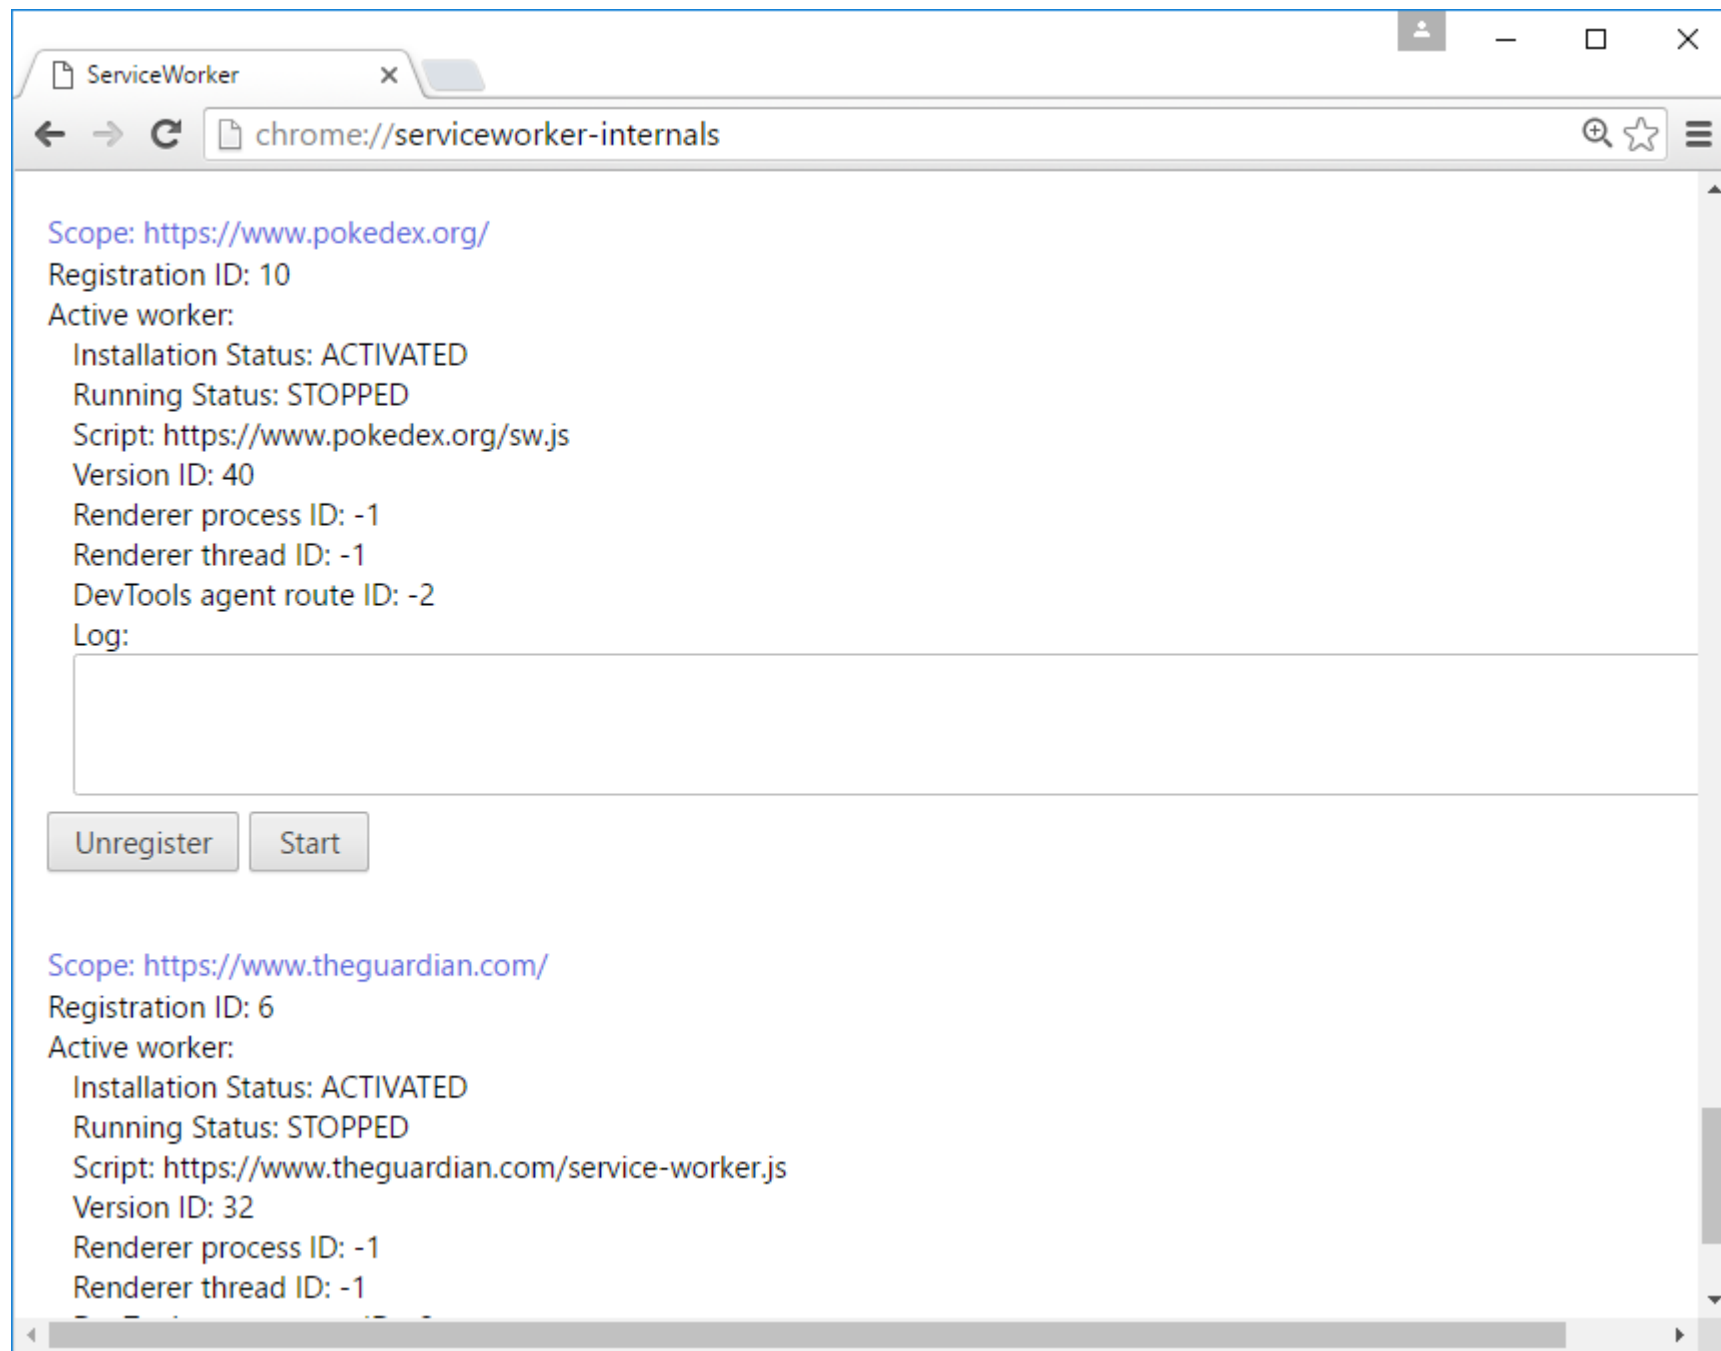 ServiceWorker
chrome://serviceworker-internals
Scope: https://www.pokedex.org/
Registration ID: 10
Active worker:
Installation Status: ACTIVATED
Running Status: STOPPED
Script: https://www.pokedex.org/sw.js
Version ID: 40
Renderer process ID: -1
Renderer thread ID: -1
DevTools agent route ID: -2
Log:
Unregister Start
Scope: https://www.theguardian.com/
Registration ID: 6
Active worker:
Installation Status: ACTIVATED
Running Status: STOPPED
Script: https://www.theguardian.com/service-worker.js
Version ID: 32
Renderer process ID: -1
Renderer thread ID: -1